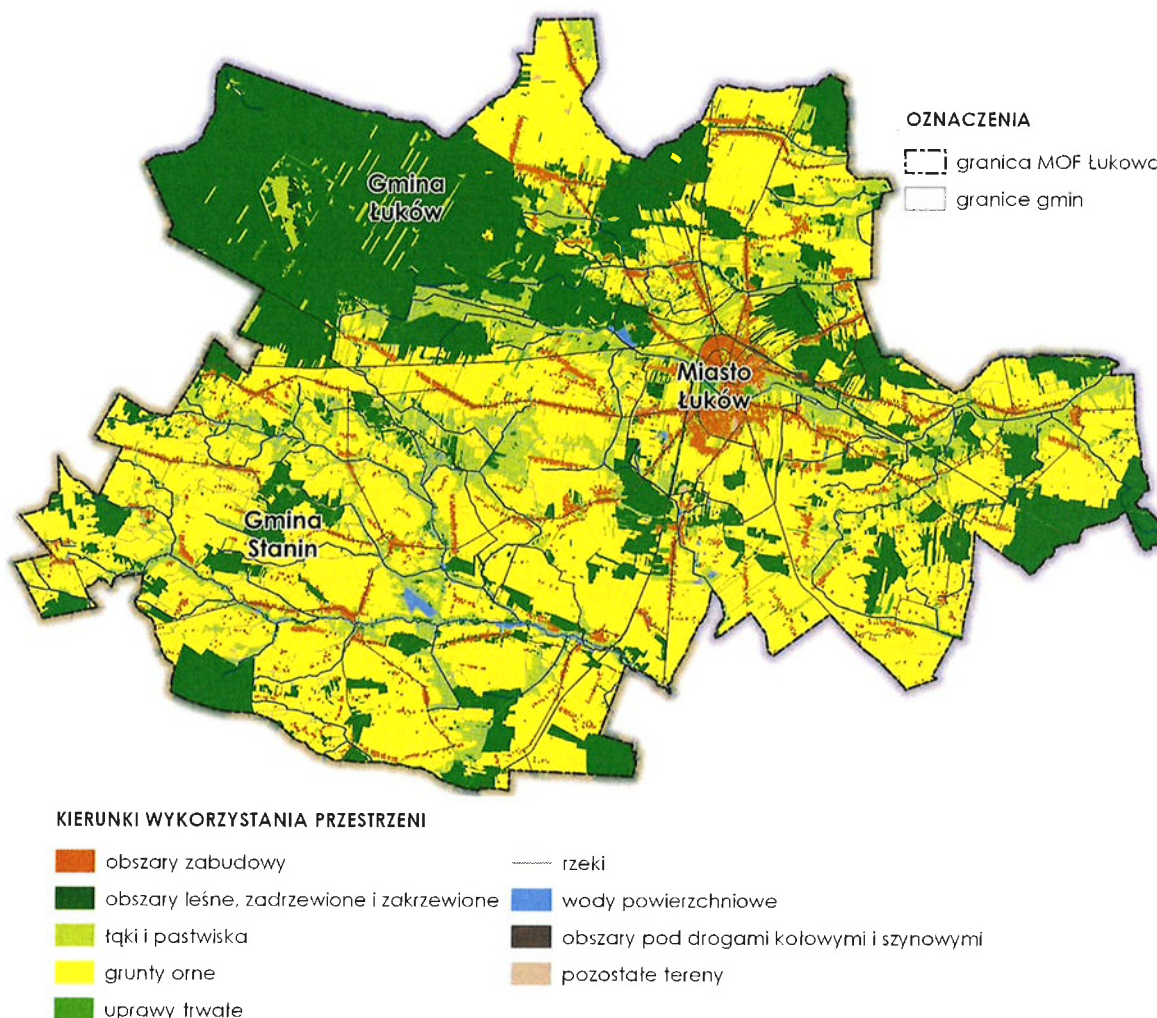 OZNACZENIA
granica MOF Łukowa
granice gmin
Gmina
Łuków
Miasto
Łuków
Gmina
Stanin
KIERUNKI WYKORZYSTANIA PRZESTRZENI
obszary zabudowy
obszary leśne, zadrzewione i zakrzewione
łąki i pastwiska
grunty orne
uprawy trwałe
rzeki
wody powierzchniowe
obszary pod drogami kołowymi i szynowymi
pozostałe tereny